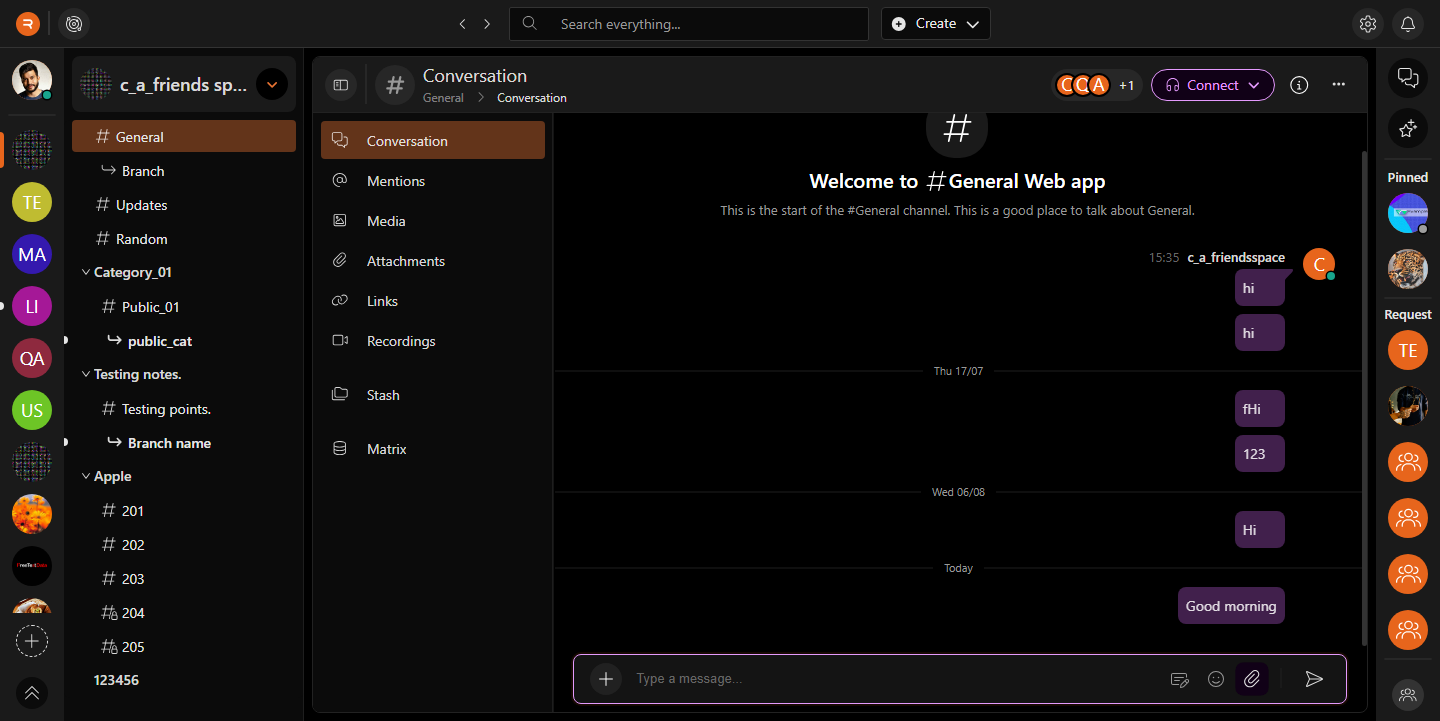 Search everything...
Create
c_a_friends sp...
General
Branch
Updates
Random
Category_01
Public_01
public_cat
Testing notes.
Testing points.
Branch name
Apple
201
202
203
204
205
123456
TE
MA
LI
QA
US
Conversation
General > Conversation
C C A +1
Connect
Conversation
Mentions
Media
Attachments
Links
Recordings
Stash
Matrix
#
Welcome to #General Web app
This is the start of the #General channel. This is a good place to talk about General.
15:35 c_a_friendsspace
C
hi
hi
Thu 17/07
fHi
123
Wed 06/08
Hi
Today
Good morning
Type a message...
Pinned
Request
TE